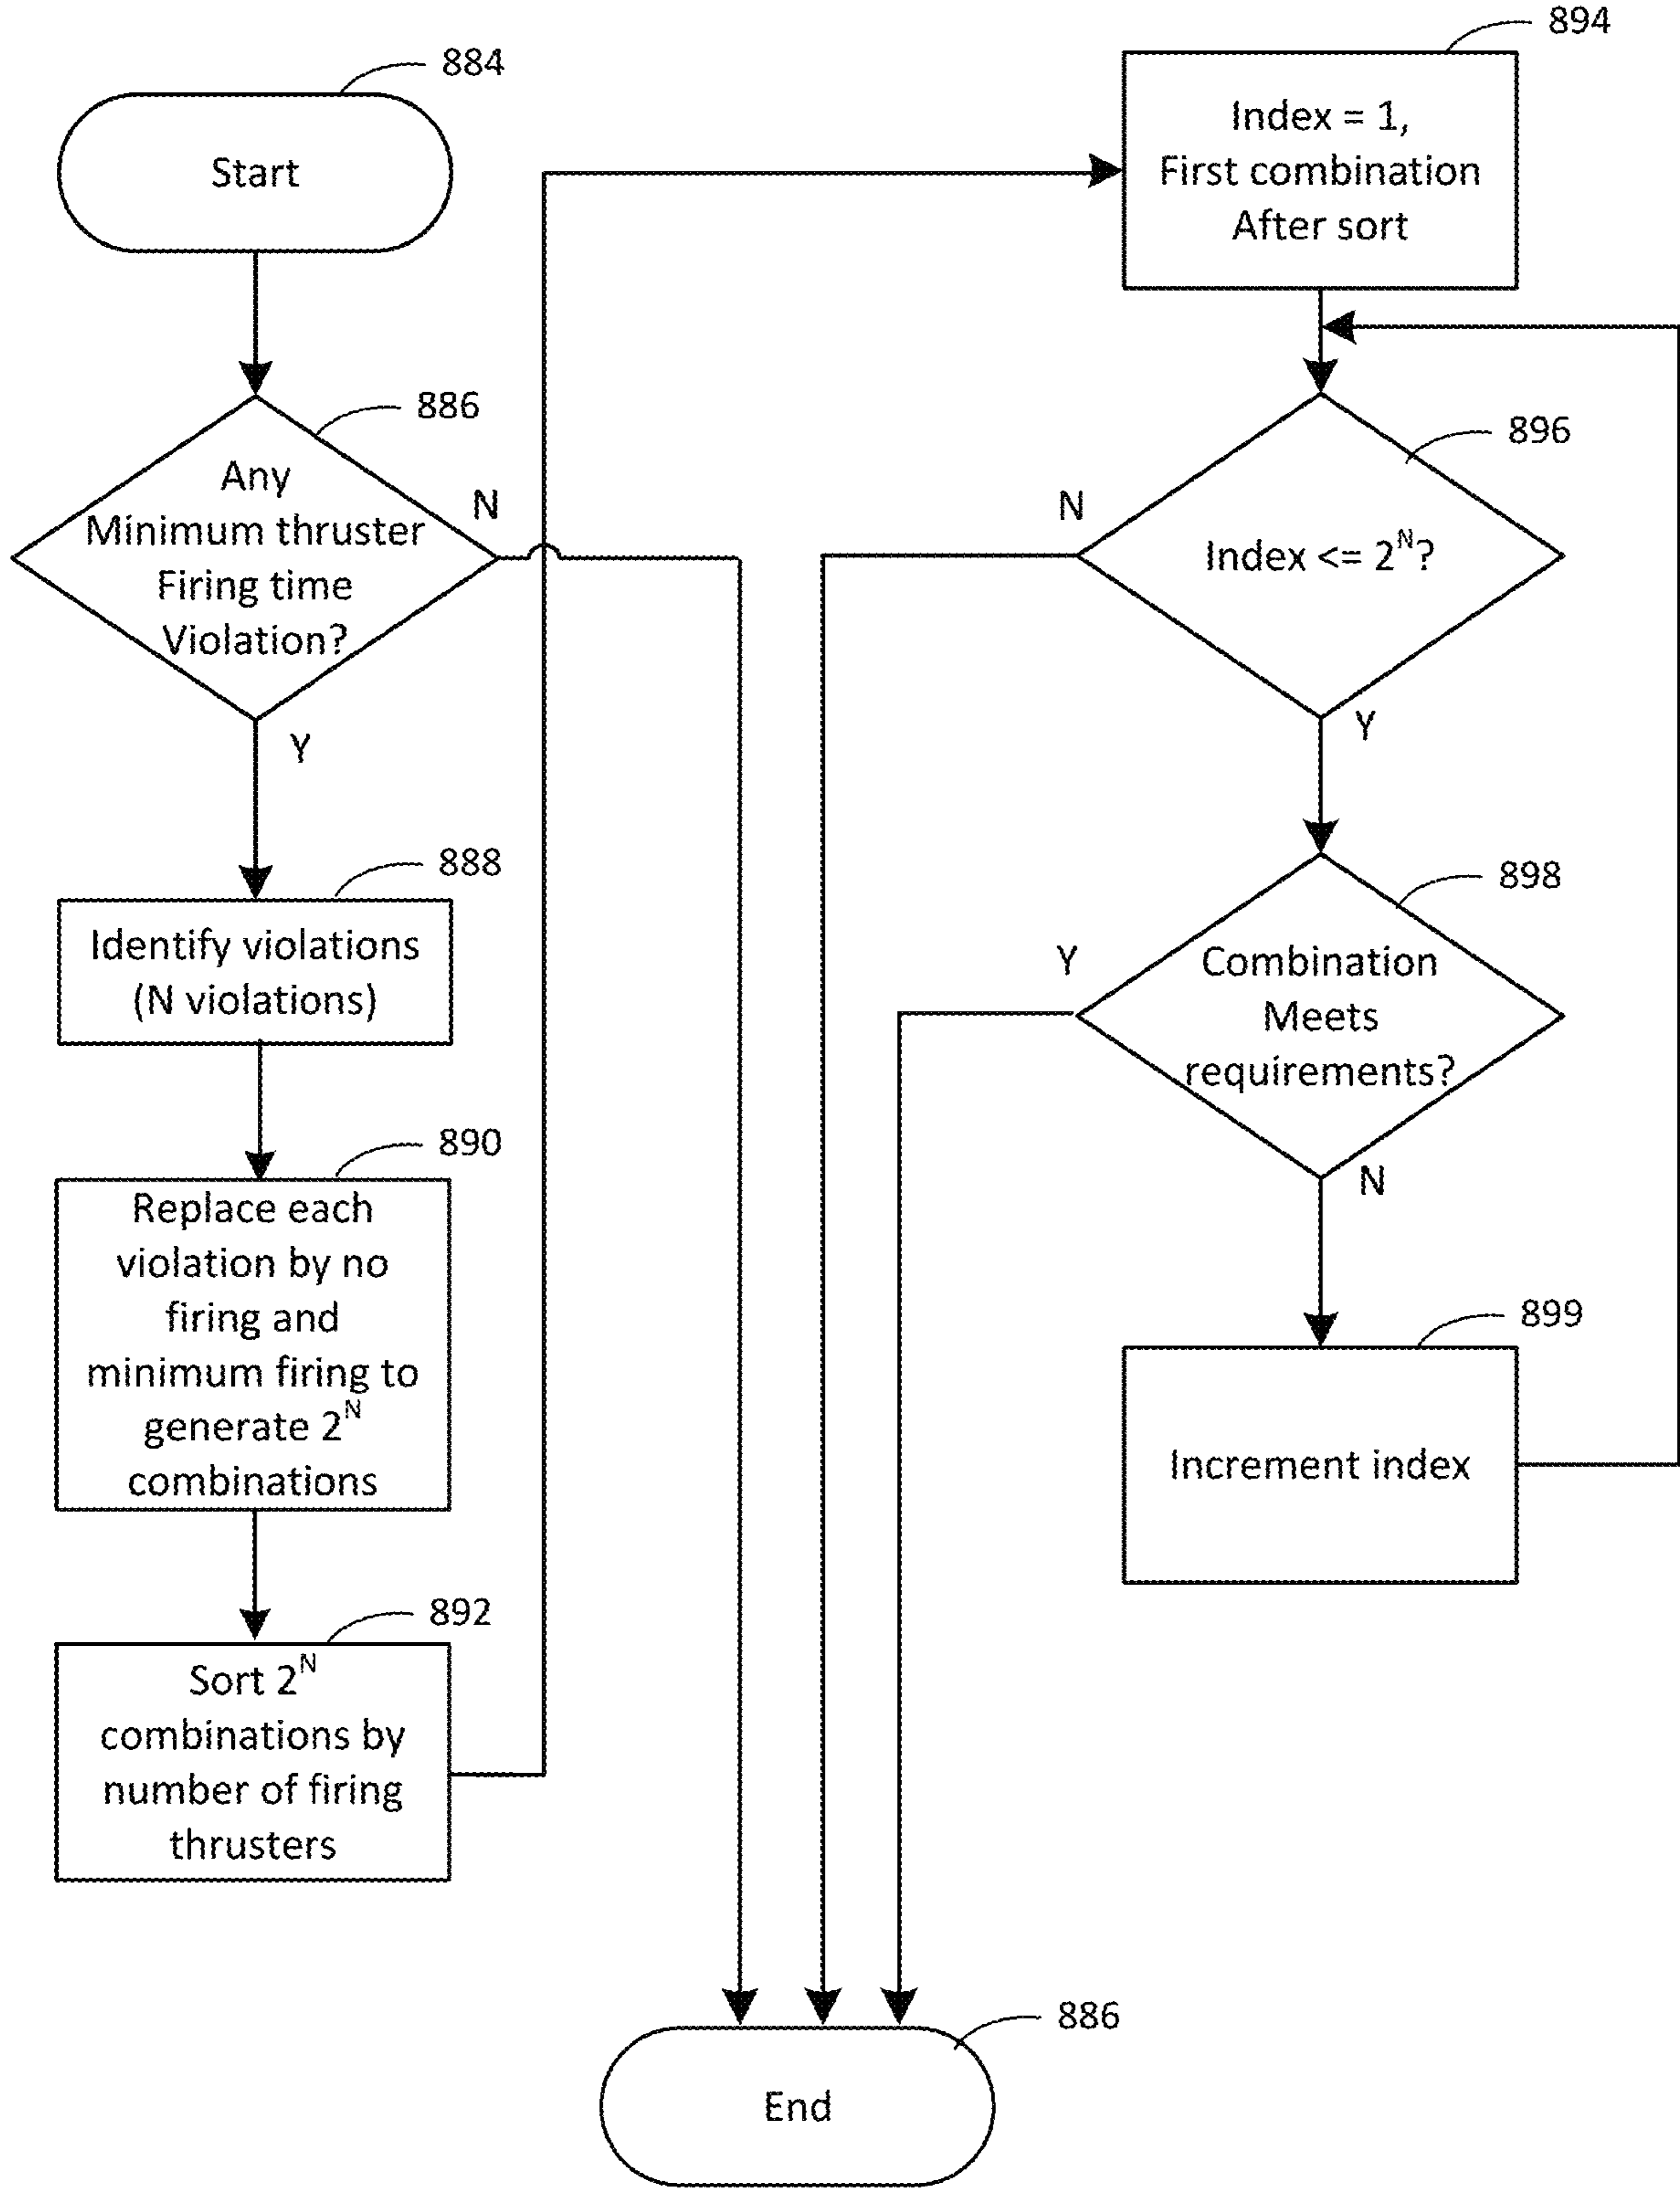 884
Start
886
Any
Minimum thruster
Firing time
Violation?
N
Y
888
Identify violations
(N violations)
890
Replace each
violation by no
firing and
minimum firing to
generate 2^N
combinations
892
Sort 2^N
combinations by
number of firing
thrusters
894
Index = 1,
First combination
After sort
896
Index <= 2^N?
N
Y
898
Combination
Meets
requirements?
Y
N
899
Increment index
886
End